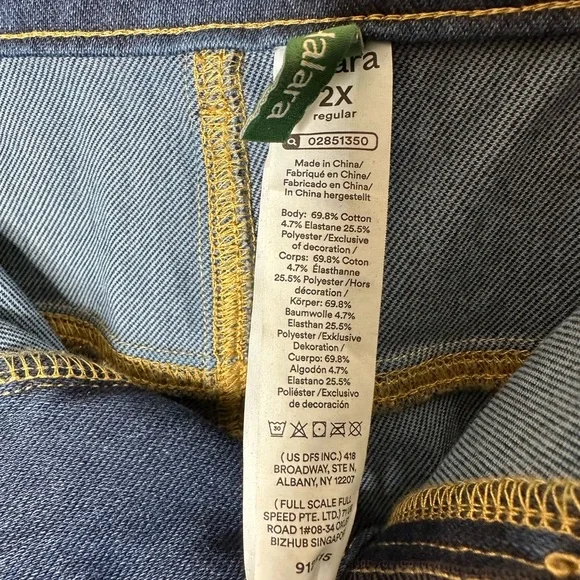 halara
ara
2X
regular
02851350
Made in China/
Fabriqué en Chine/
Fabricado en China/
In China hergestellt
Body: 69.8% Cotton
4.7% Elastane 25.5%
Polyester /Exclusive
of decoration /
Corps: 69.8% Coton
4.7% Élasthanne
25.5% Polyester /Hors
décoration /
Körper: 69.8%
Baumwolle 4.7%
Elasthan 25.5%
Polyester /Exclusive
Dekoration /
Cuerpo: 69.8%
Algodón 4.7%
Elastano 25.5%
Poliéster /Exclusivo
de decoración
30
( US DFS INC.) 418
BROADWAY, STE N,
ALBANY, NY 12207
(FULL SCALE FULL
SPEED PTE. LTD.)
ROAD 1#08-34
BIZHUB SINGAPOR